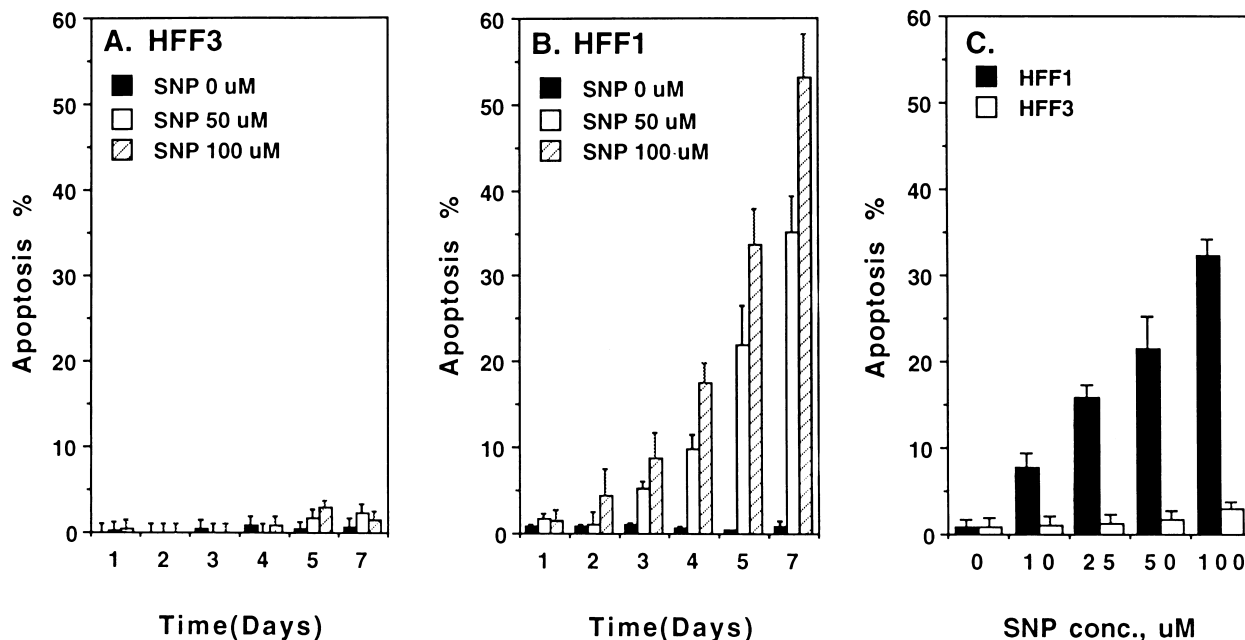 A. HFF3
SNP 0 uM
SNP 50 uM
SNP 100 uM
60
50
40
30
20
10
0
Apoptosis %
1 2 3 4 5 7
Time(Days)
B. HFF1
SNP 0 uM
SNP 50 uM
SNP 100 uM
60
50
40
30
20
10
0
Apoptosis %
1 2 3 4 5 7
Time(Days)
C.
HFF1
HFF3
60
50
40
30
20
10
0
Apoptosis %
0 10 25 50 100
SNP conc., uM